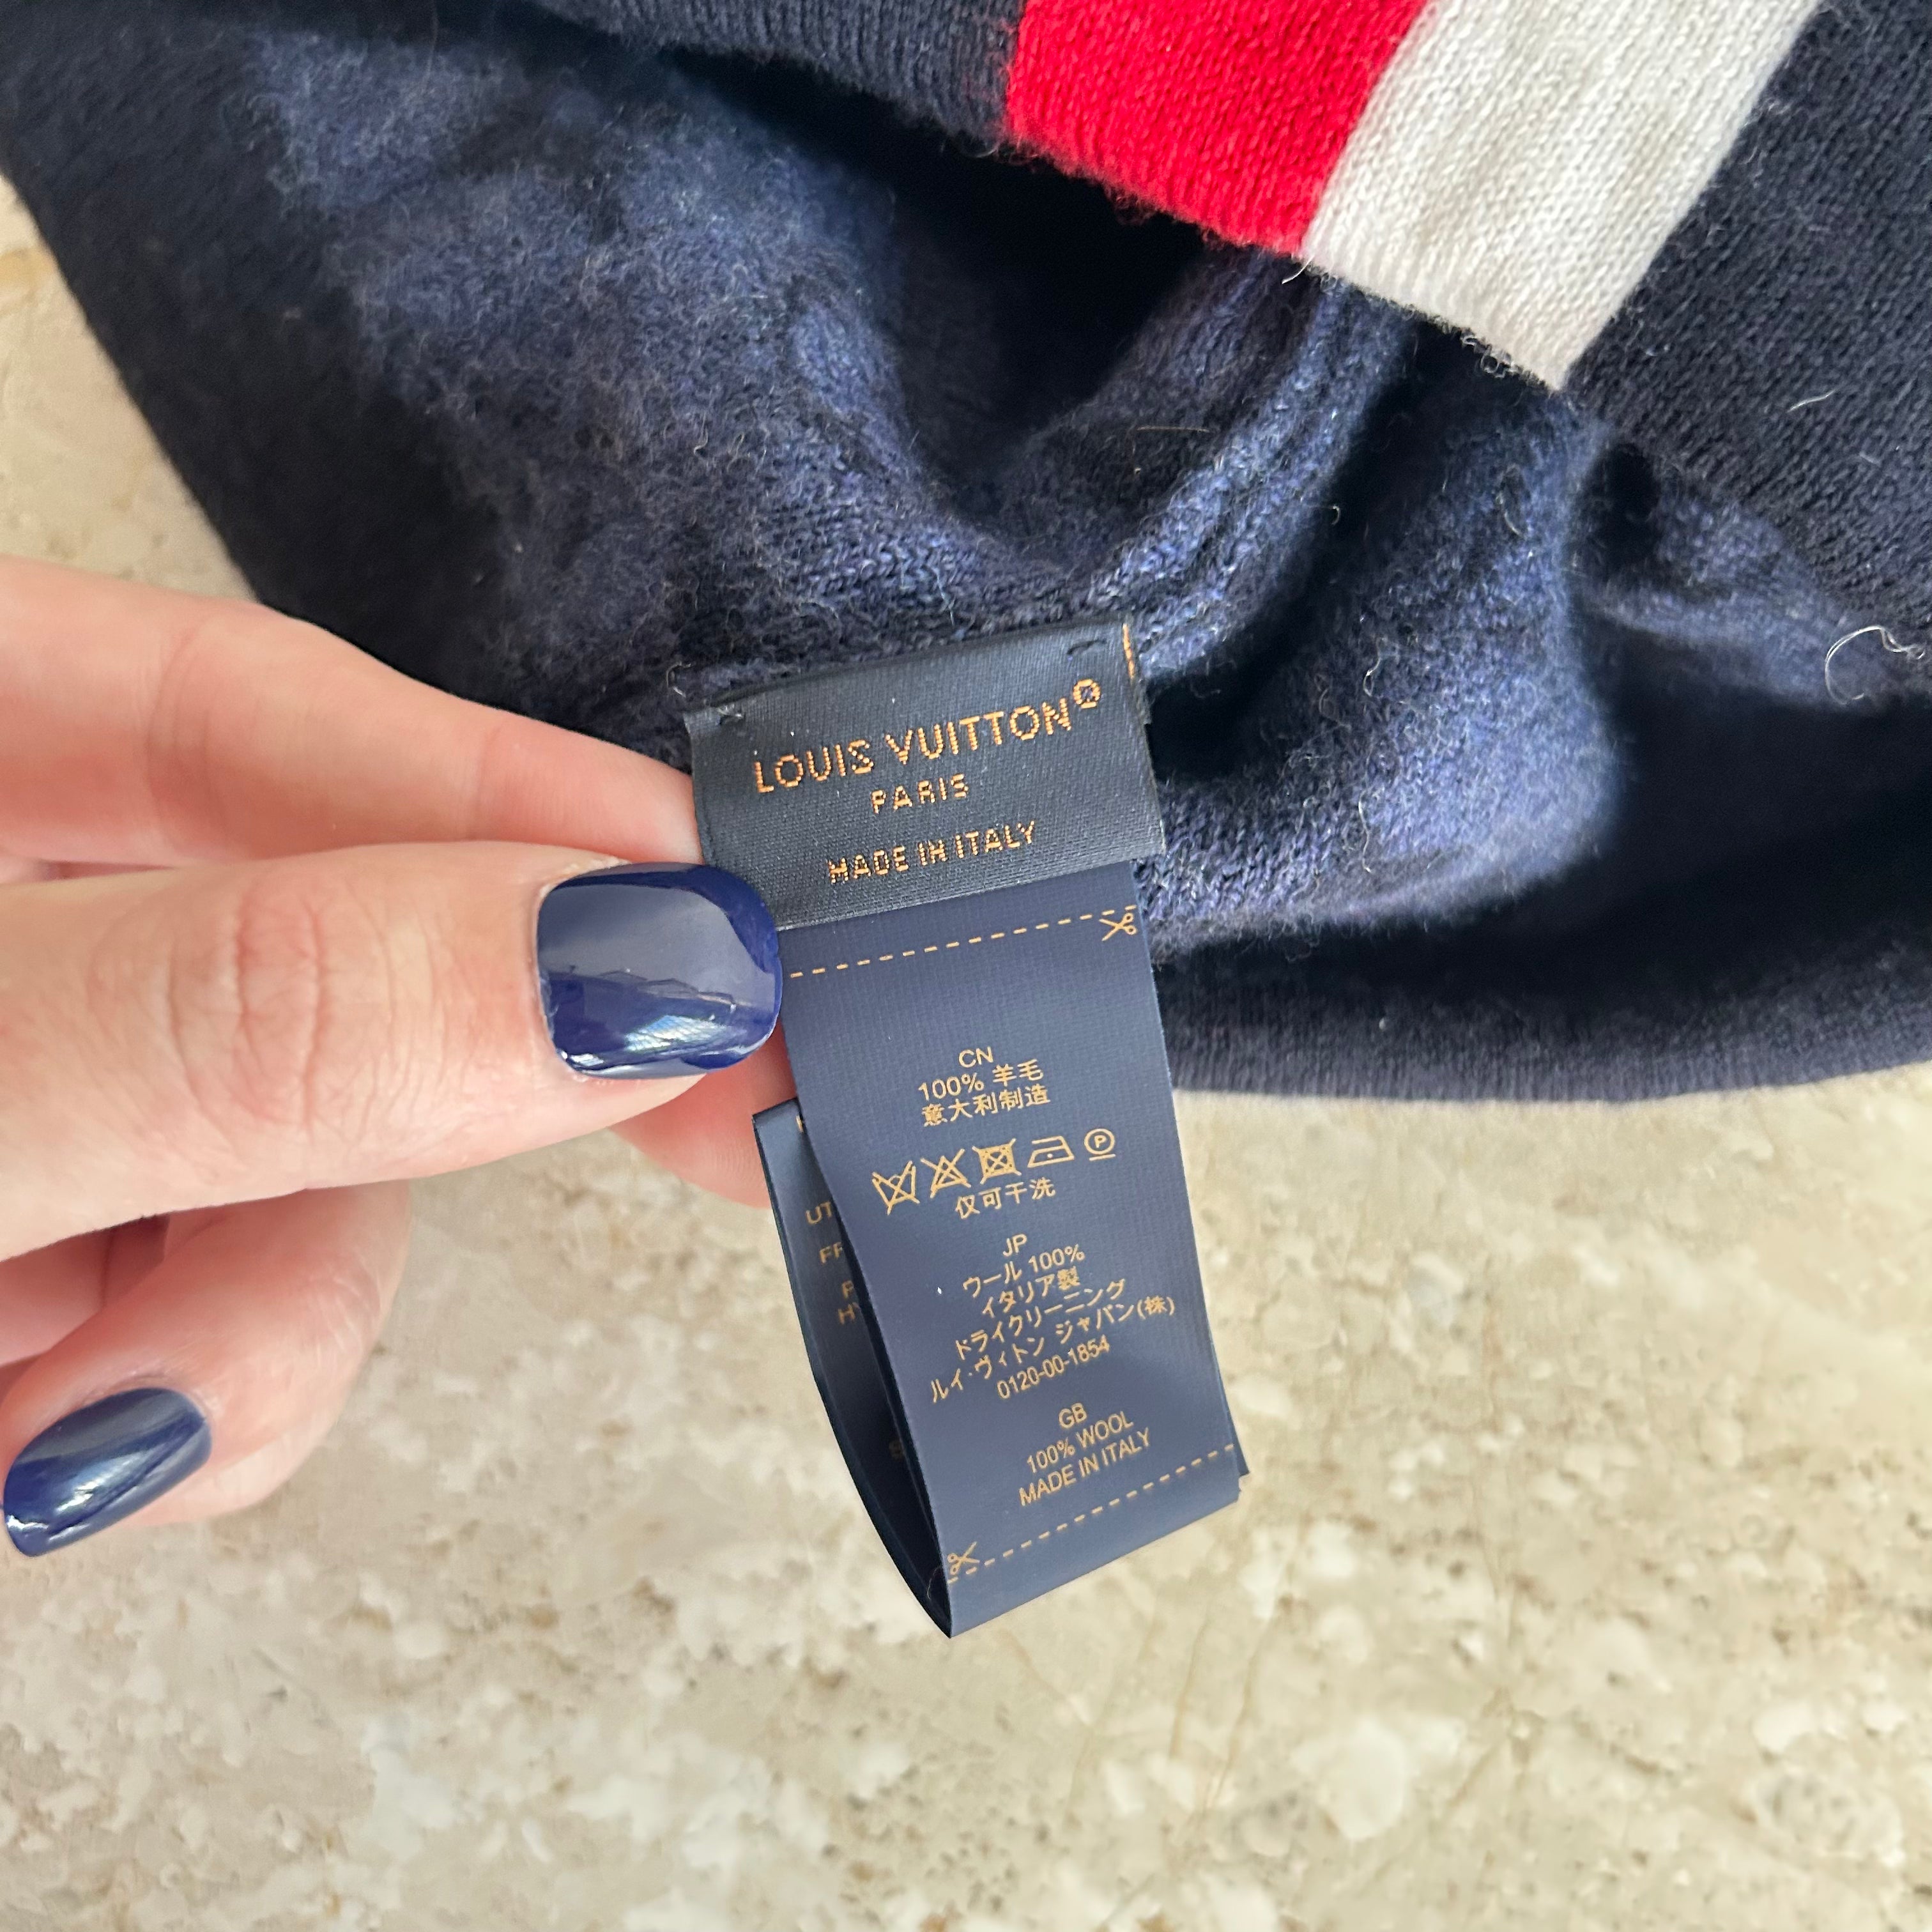 LOUIS VUITTON®
PARIS
MADE IN ITALY
CN
100% 羊毛
意大利制造
P
仅可干洗
JP
ウール 100%
イタリア製
ドライクリーニング
ルイ・ヴィトン ジャパン(株)
0120-00-1854
GB
100% WOOL
MADE IN ITALY